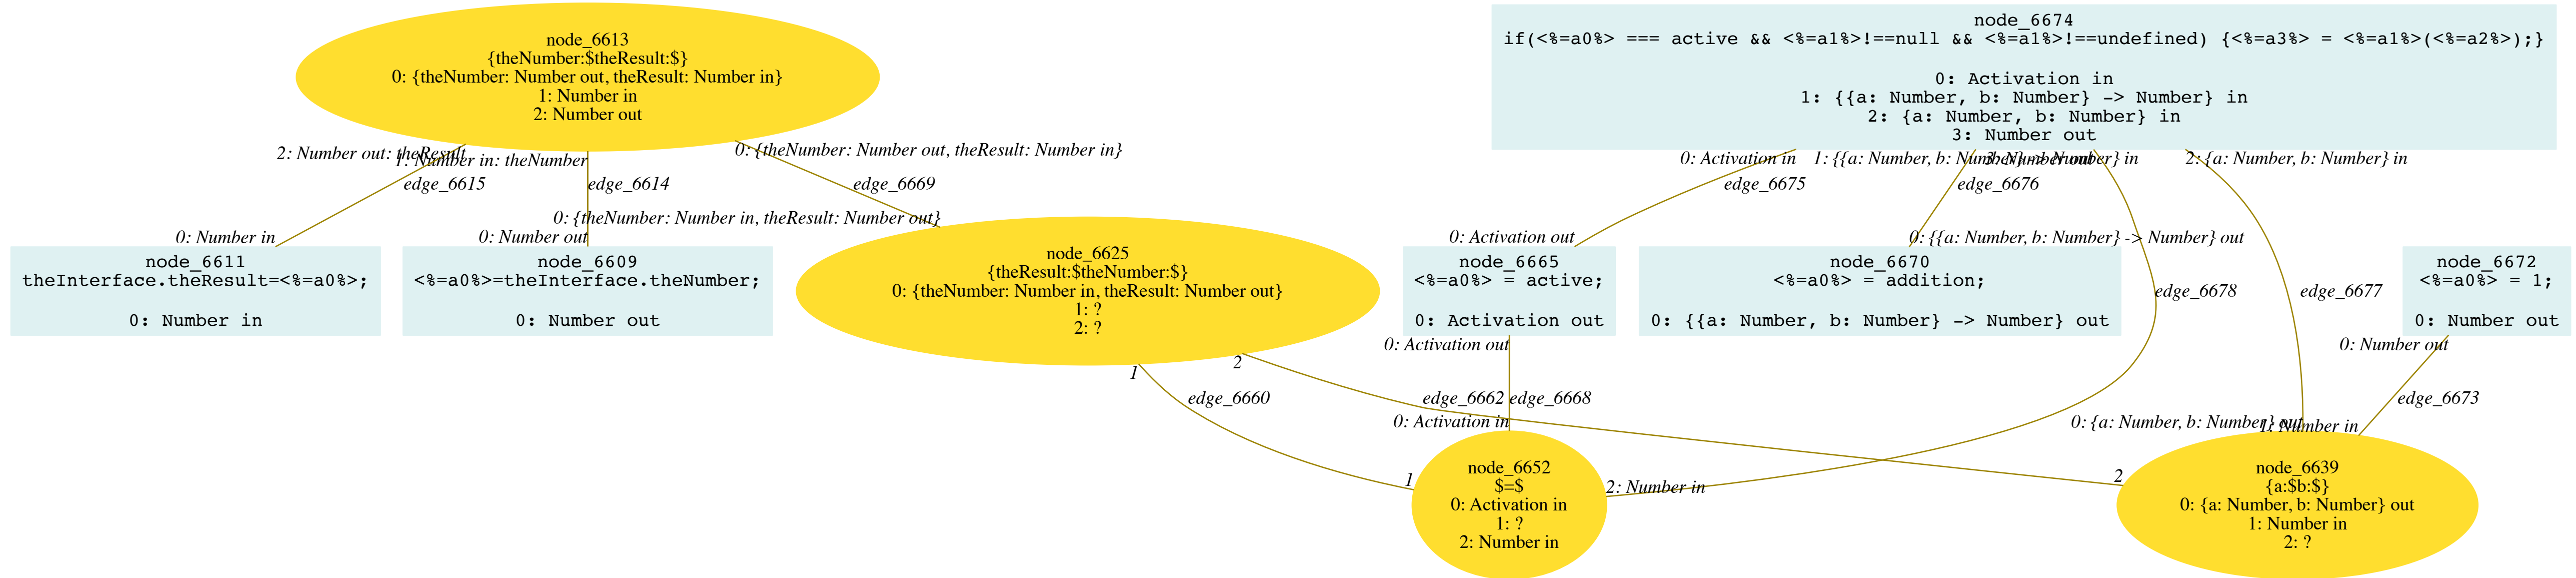 node_6613
{theNumber:$theResult:$}
0: {theNumber: Number out, theResult: Number in}
1: Number in
2: Number out
node_6674
if(<%=a0%> === active && <%=a1%>!==null && <%=a1%>!==undefined) {<%=a3%> = <%=a1%>(<%=a2%>);}
0: Activation in
1: {{a: Number, b: Number} -> Number} in
2: {a: Number, b: Number} in
3: Number out
2: Number out: theResult
1: Number in: theNumber
0: {theNumber: Number out, theResult: Number in}
0: Activation in
1: {{a: Number, b: Number} -> Number} in
3: Number out
2: {a: Number, b: Number} in
edge_6615
edge_6614
edge_6669
edge_6675
edge_6676
0: {theNumber: Number in, theResult: Number out}
0: Number in
0: Number out
0: Activation out
0: {{a: Number, b: Number} -> Number} out
node_6611
theInterface.theResult=<%=a0%>;
0: Number in
node_6609
<%=a0%>=theInterface.theNumber;
0: Number out
node_6625
{theResult:$theNumber:$}
0: {theNumber: Number in, theResult: Number out}
1: ?
2: ?
node_6665
<%=a0%> = active;
0: Activation out
node_6670
<%=a0%> = addition;
0: {{a: Number, b: Number} -> Number} out
edge_6678
edge_6677
node_6672
<%=a0%> = 1;
0: Number out
1
2
0: Activation out
0: Number out
edge_6660
edge_6662
edge_6668
edge_6673
0: Activation in
0: {a: Number, b: Number} out
1: Number in
1
2: Number in
2
node_6652
$=$
0: Activation in
1: ?
2: Number in
node_6639
{a:$b:$}
0: {a: Number, b: Number} out
1: Number in
2: ?